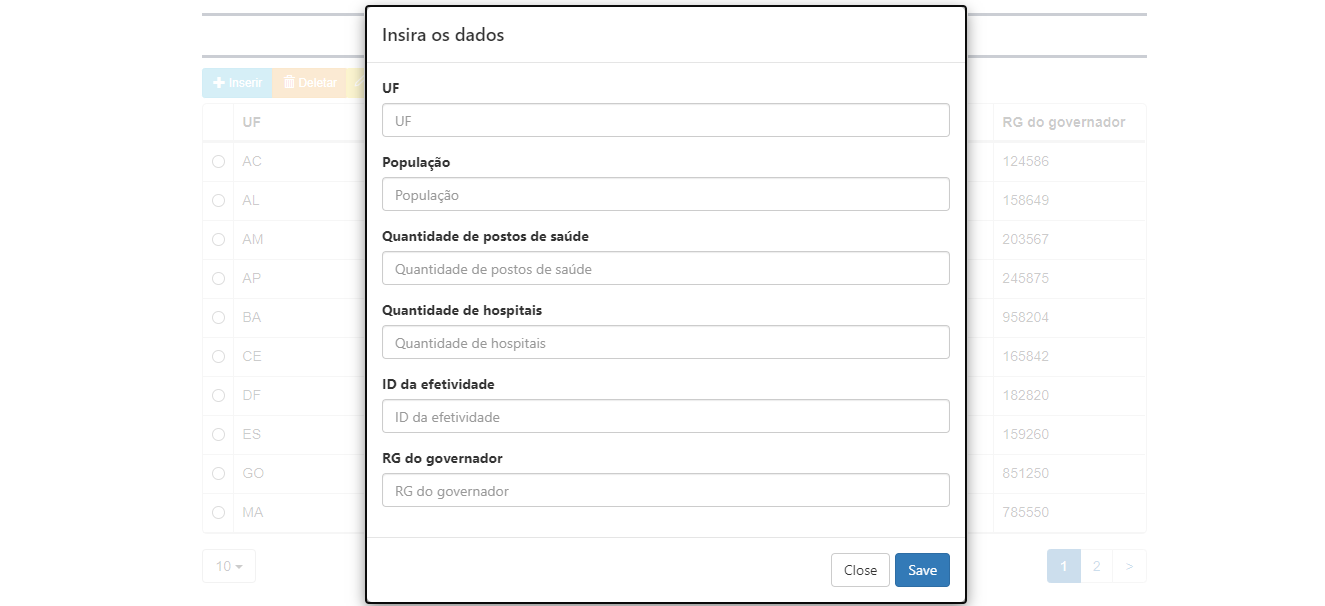 Insira os dados
UF
UF
População
População
Quantidade de postos de saúde
Quantidade de postos de saúde
Quantidade de hospitais
Quantidade de hospitais
ID da efetividade
ID da efetividade
RG do governador
RG do governador
Close Save
Inserir Deletar
UF RG do governador
AC 124586
AL 158649
AM 203567
AP 245875
BA 958204
CE 165842
DF 182820
ES 159260
GO 851250
MA 785550
10 1 2 >